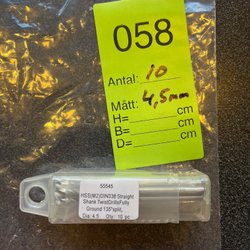 058
Antal: 10
Mått: 4,5mm
H= cm
B= cm
D= cm
55545
HSS(M2)DIN338 Straight
Shank TwistDrillsFully
Ground 135°split,
Dia: 4.5 Qty: 10 pc